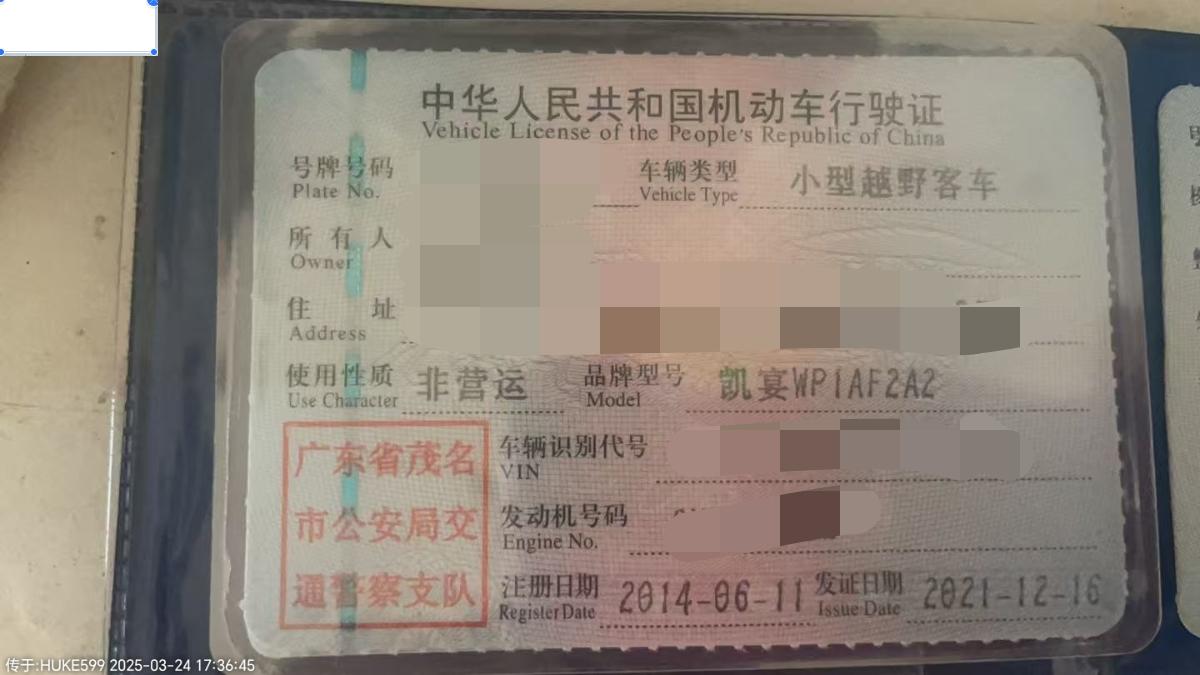 中华人民共和国机动车行驶证
Vehicle License of the People's Republic of China
号牌号码 车辆类型 小型越野客车
Plate No. Vehicle Type
所有人
Owner
住址
Address
使用性质 非营运 品牌型号 凯宴WP1AF2A2
Use Character Model
广东省茂名
市公安局交
通警察支队
车辆识别代号
VIN
发动机号码
Engine No.
注册日期 2014-06-11 发证日期 2021-12-16
Register Date Issue Date
传于:HUKE599 2025-03-24 17:36:45